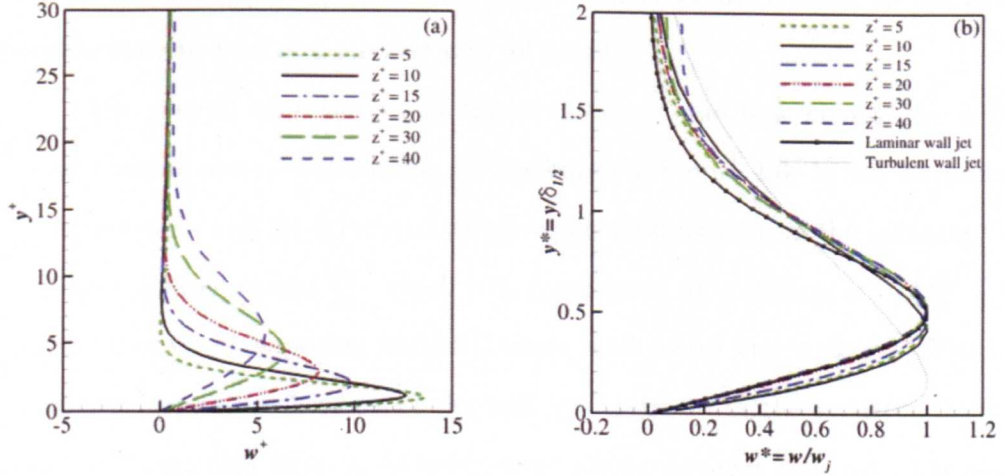 (a)
z⁺ = 5
z⁺ = 10
z⁺ = 15
z⁺ = 20
z⁺ = 30
z⁺ = 40
30
25
20
15
10
5
0
y⁺
-5
0
5
10
15
w⁺
(b)
z⁺ = 5
z⁺ = 10
z⁺ = 15
z⁺ = 20
z⁺ = 30
z⁺ = 40
Laminar wall jet
Turbulent wall jet
2
1.5
1
0.5
0
y*= y/δ1/2
-0.2
0
0.2
0.4
0.6
0.8
1
1.2
w*= w/wj